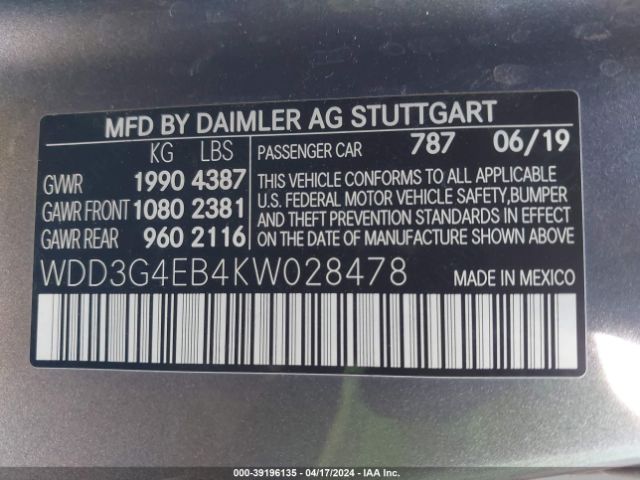 MFD BY DAIMLER AG STUTTGART
KG LBS PASSENGER CAR 787 06/19
GVWR 1990 4387
GAWR FRONT 1080 2381
GAWR REAR 960 2116
THIS VEHICLE CONFORMS TO ALL APPLICABLE
U.S. FEDERAL MOTOR VEHICLE SAFETY,BUMPER
AND THEFT PREVENTION STANDARDS IN EFFECT
ON THE DATE OF MANUFACTURE SHOWN ABOVE.
WDD3G4EB4KW028478 MADE IN MEXICO
000-39196135 - 04/17/2024 - IAA Inc.